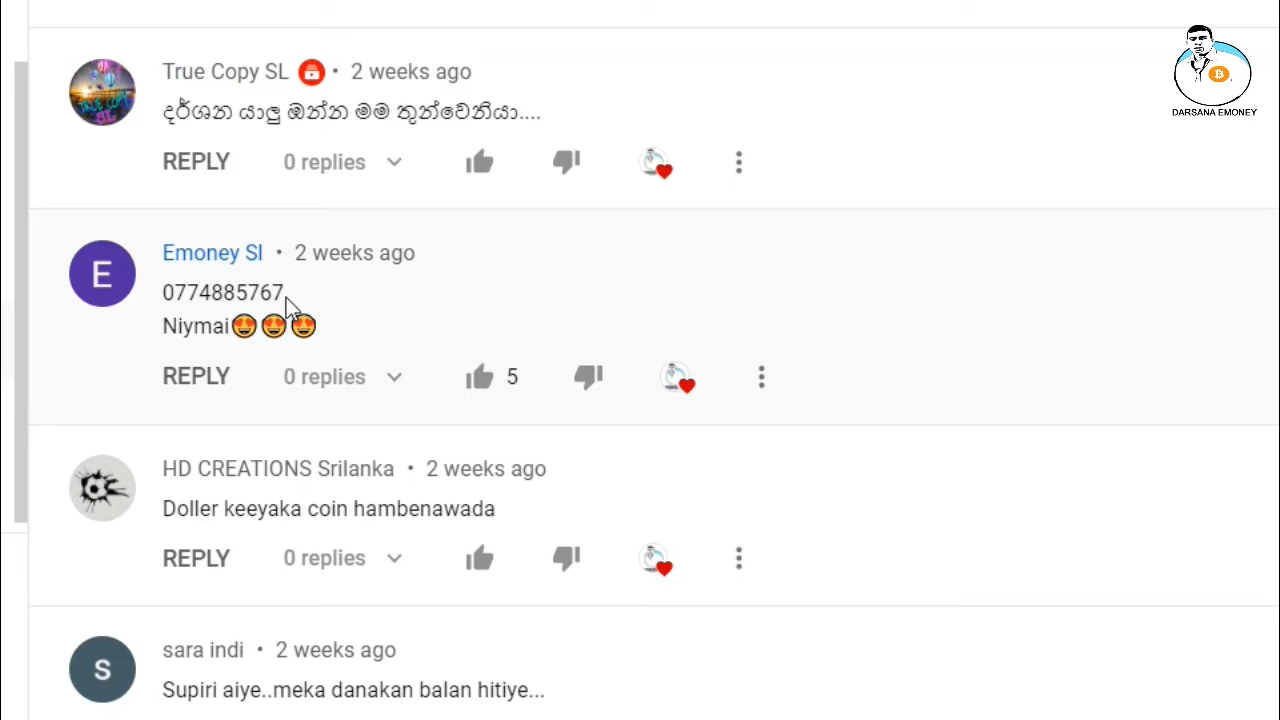 DARSANA EMONEY
True Copy SL • 2 weeks ago
දර්ශන යාලු ඔන්න මම තුන්වෙනියා....
REPLY 0 replies
Emoney Sl • 2 weeks ago
0774885767
Niymai😍😍😍
REPLY 0 replies 5
HD CREATIONS Srilanka • 2 weeks ago
Doller keeyaka coin hambenawada
REPLY 0 replies
sara indi • 2 weeks ago
Supiri aiye..meka danakan balan hitiye...